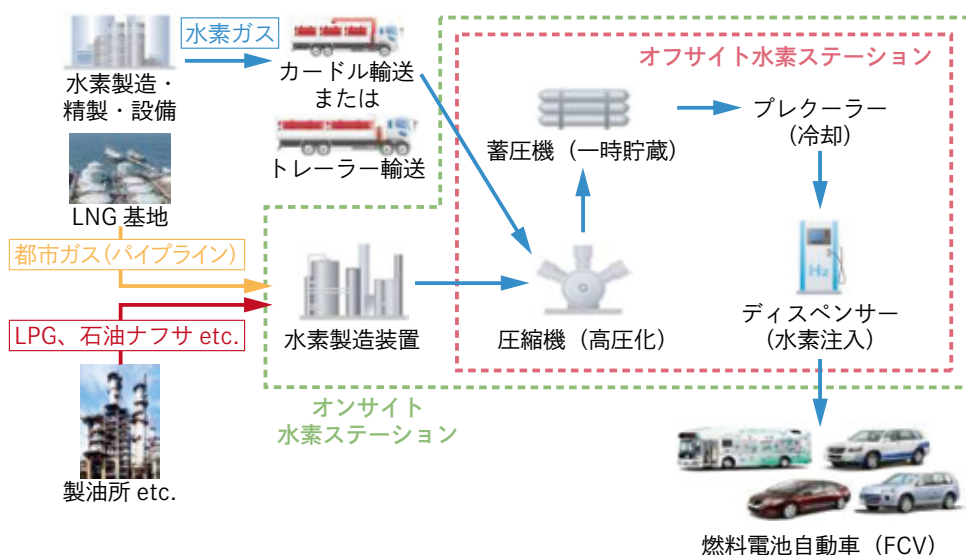 水素ガス
水素製造・
精製・設備
カードル輸送
または
トレーラー輸送
オフサイト水素ステーション
蓄圧機（一時貯蔵）
プレクーラー
（冷却）
LNG 基地
都市ガス（パイプライン）
LPG、石油ナフサ etc.
水素製造装置
圧縮機（高圧化）
H2
ディスペンサー
（水素注入）
オンサイト
水素ステーション
製油所 etc.
燃料電池自動車（FCV）